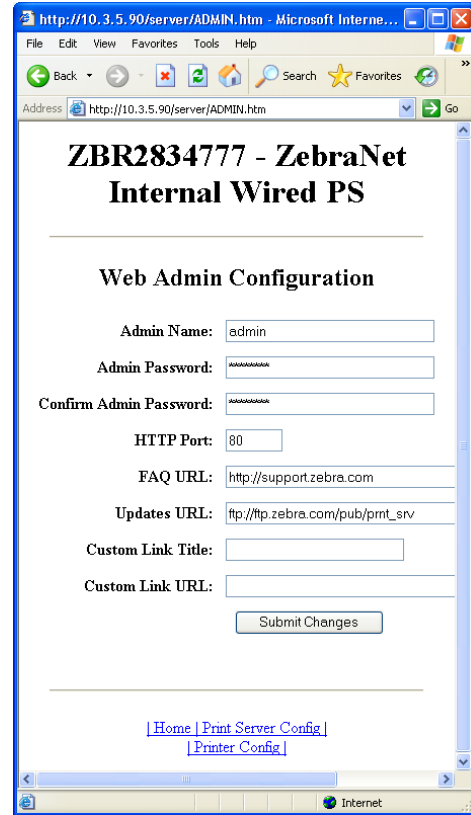 http://10.3.5.90/server/ADMIN.htm - Microsoft Interne...
File Edit View Favorites Tools Help
Back Search Favorites »
Address http://10.3.5.90/server/ADMIN.htm Go
ZBR2834777 - ZebraNet
Internal Wired PS
Web Admin Configuration
Admin Name: admin
Admin Password: *********
Confirm Admin Password: *********
HTTP Port: 80
FAQ URL: http://support.zebra.com
Updates URL: ftp://ftp.zebra.com/pub/prnt_srv
Custom Link Title:
Custom Link URL:
Submit Changes
| Home | Print Server Config |
| Printer Config |
Internet